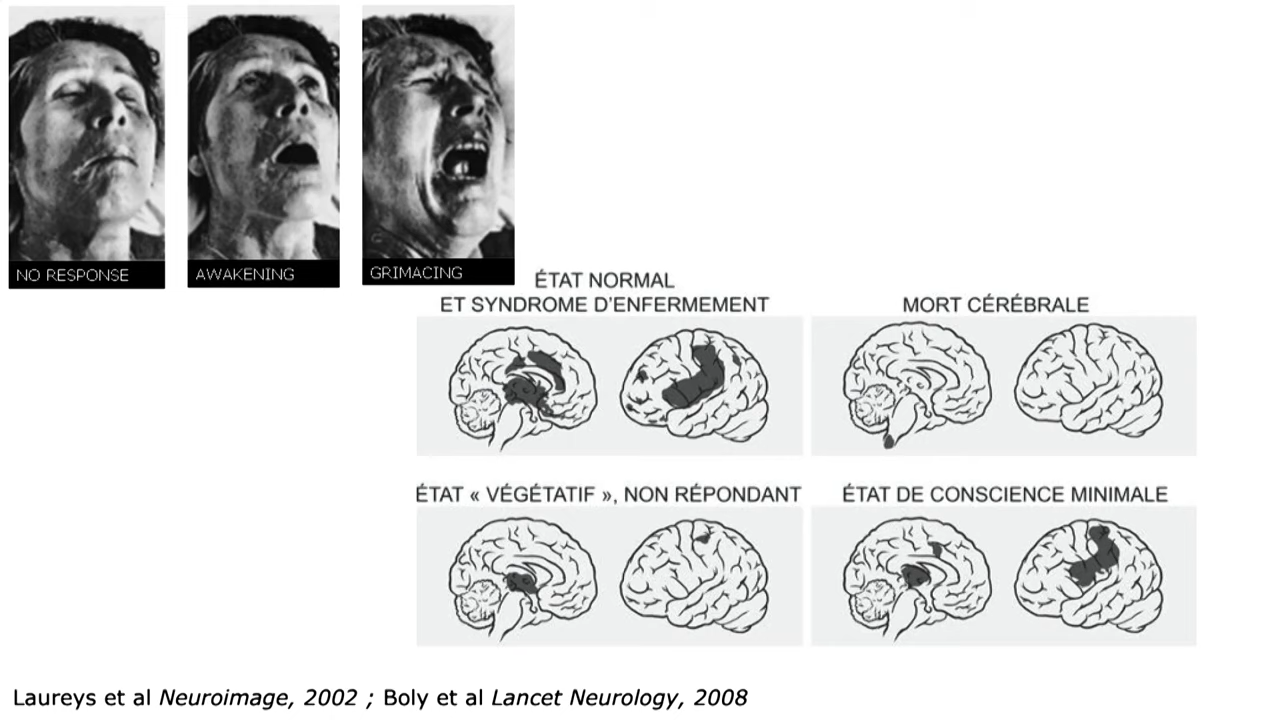 NO RESPONSE
AWAKENING
GRIMACING
ÉTAT NORMAL
ET SYNDROME D'ENFERMEMENT
MORT CÉRÉBRALE
ÉTAT « VÉGÉTATIF », NON RÉPONDANT
ÉTAT DE CONSCIENCE MINIMALE
Laureys et al Neuroimage, 2002 ; Boly et al Lancet Neurology, 2008